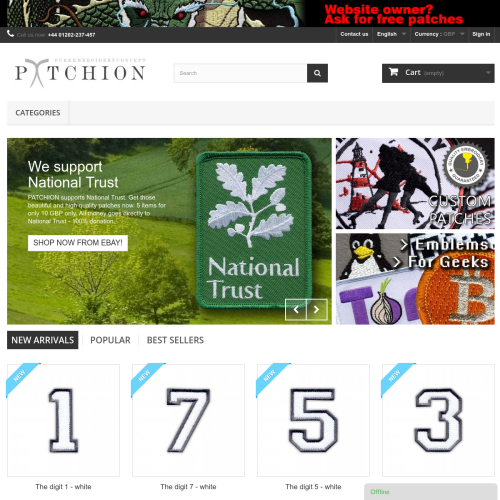 Website owner?
Ask for free patches
Call us now: +44 01202-237-457
Contact us
English
Currency : GBP
Sign in
PATCHION
Search
Cart (empty)
CATEGORIES
We support
National Trust
PATCHION supports National Trust. Get those
beautiful and high quality patches now. 5 items for
only 10 GBP only. All money goes directly to
National Trust - 100% donation.
SHOP NOW FROM EBAY!
National
Trust
CUSTOM
PATCHES
> Emblems
> For Geeks
NEW ARRIVALS
POPULAR
BEST SELLERS
NEW
NEW
NEW
NEW
1
7
5
3
The digit 1 - white
The digit 7 - white
The digit 5 - white
Offline